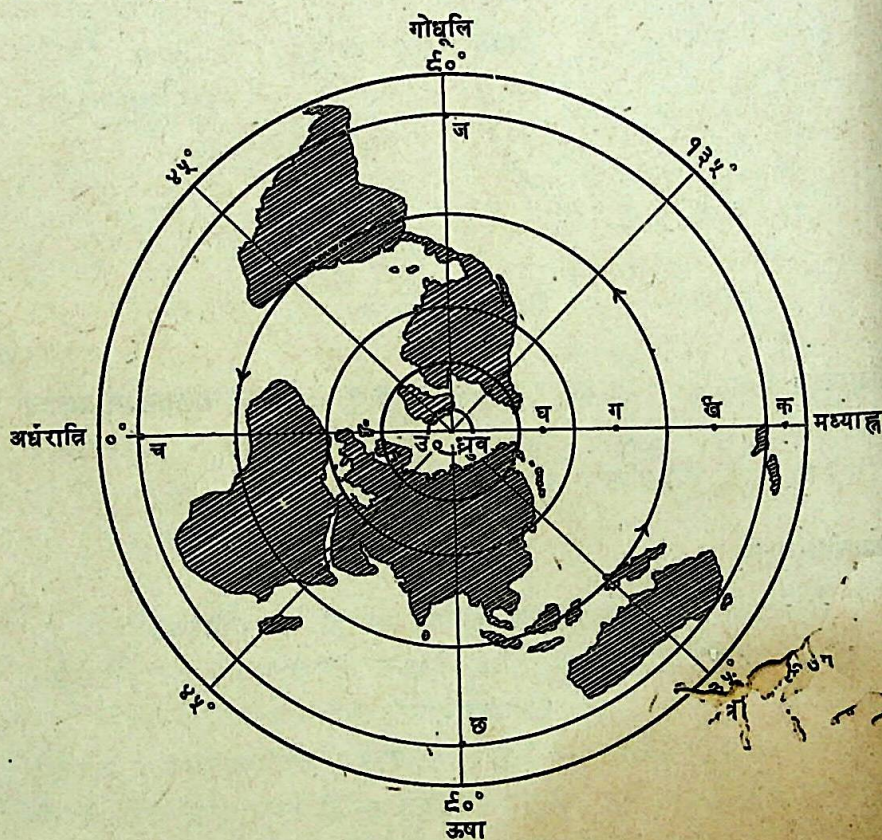 गोधूलि
९०°
ज
४५°
१३५°
घ
ग
ख
क
अर्धरात्रि
०°
च
उ० ध्रुव
मध्याह्न
४५°
छ
९०°
ऊषा